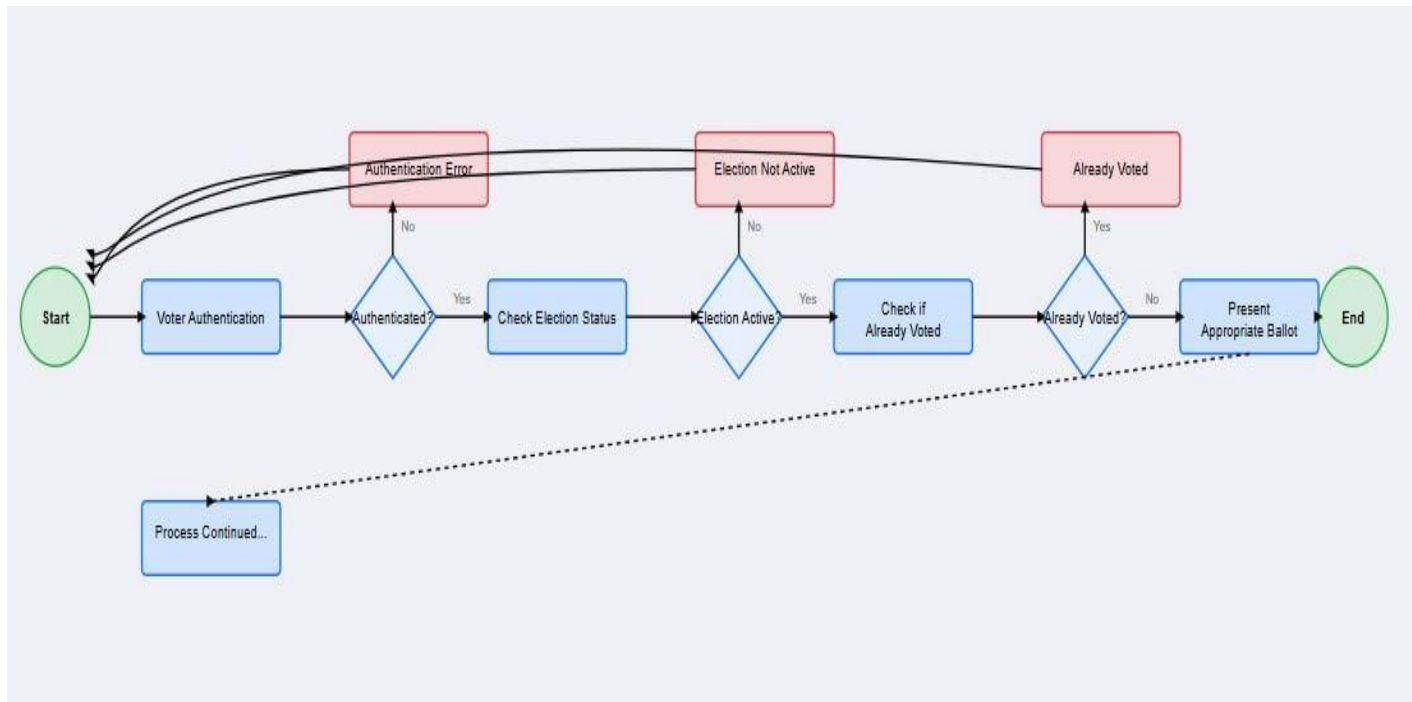 Authentication Error
Election Not Active
Already Voted
No
No
Yes
Start
Voter Authentication
Authenticated?
Yes
Check Election Status
Election Active?
Yes
Check if
Already Voted
Already Voted?
No
Present
Appropriate Ballot
End
Process Continued...